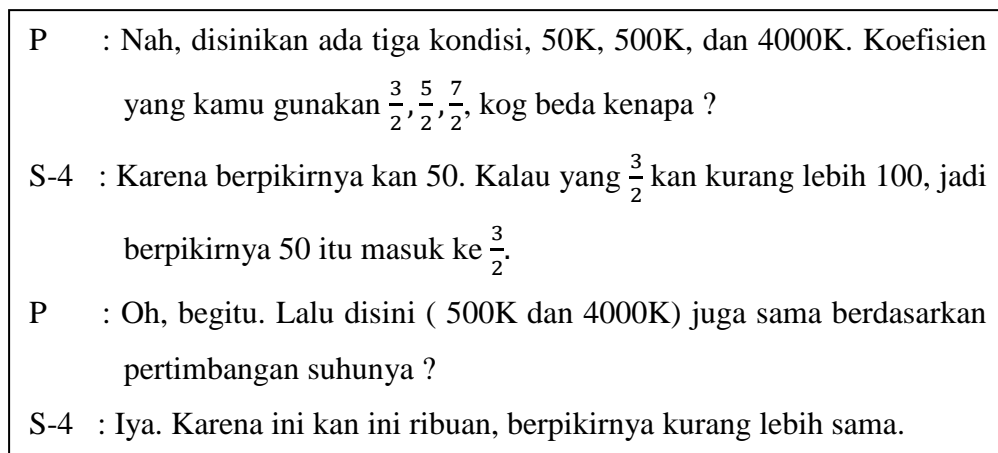 P : Nah, disinikan ada tiga kondisi, 50K, 500K, dan 4000K. Koefisien
yang kamu gunakan 3/2, 5/2, 7/2, kog beda kenapa ?
S-4 : Karena berpikirnya kan 50. Kalau yang 3/2 kan kurang lebih 100, jadi
berpikirnya 50 itu masuk ke 3/2.
P : Oh, begitu. Lalu disini ( 500K dan 4000K) juga sama berdasarkan
pertimbangan suhunya ?
S-4 : Iya. Karena ini kan ini ribuan, berpikirnya kurang lebih sama.